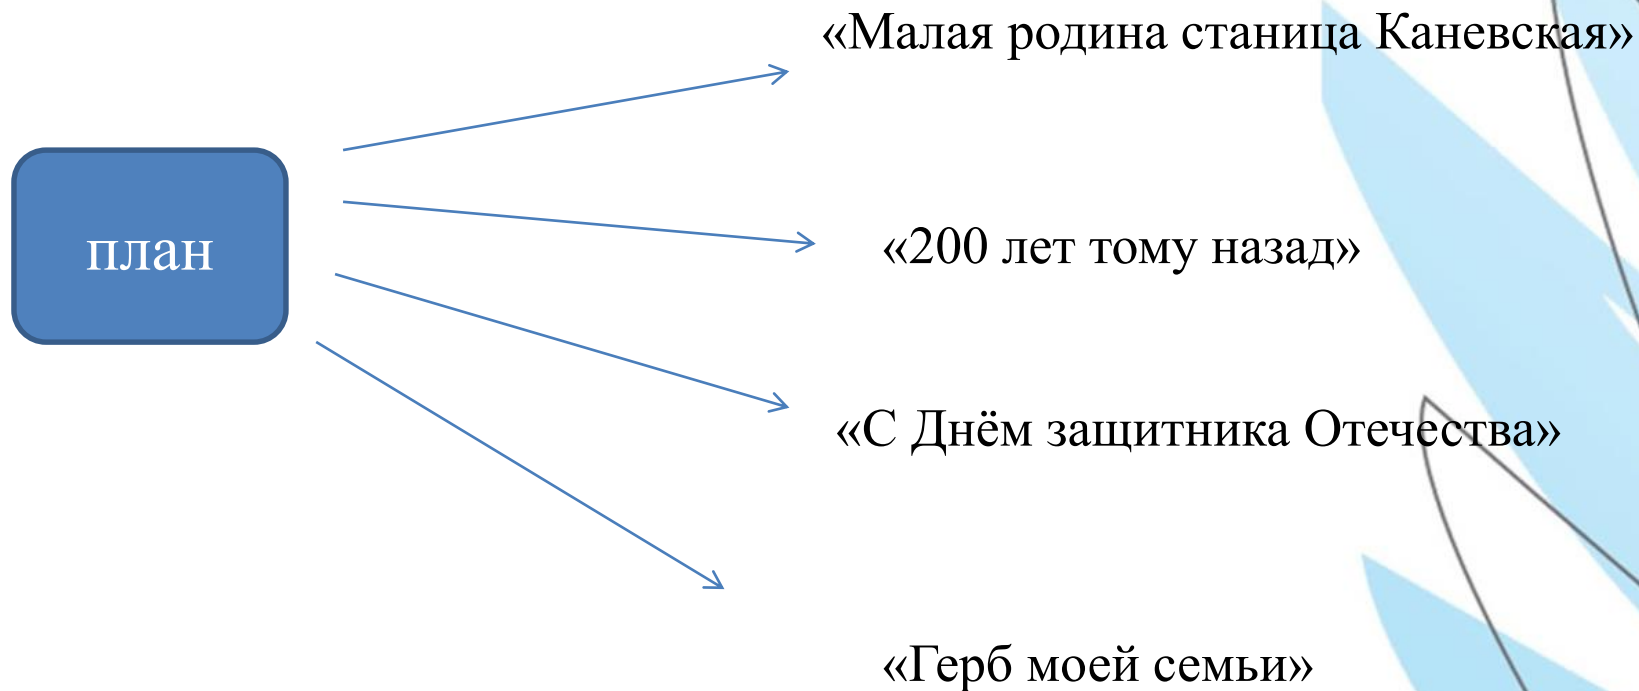 «Малая родина станица Каневская»
план
«200 лет тому назад»
«С Днём защитника Отечества»
«Герб моей семьи»